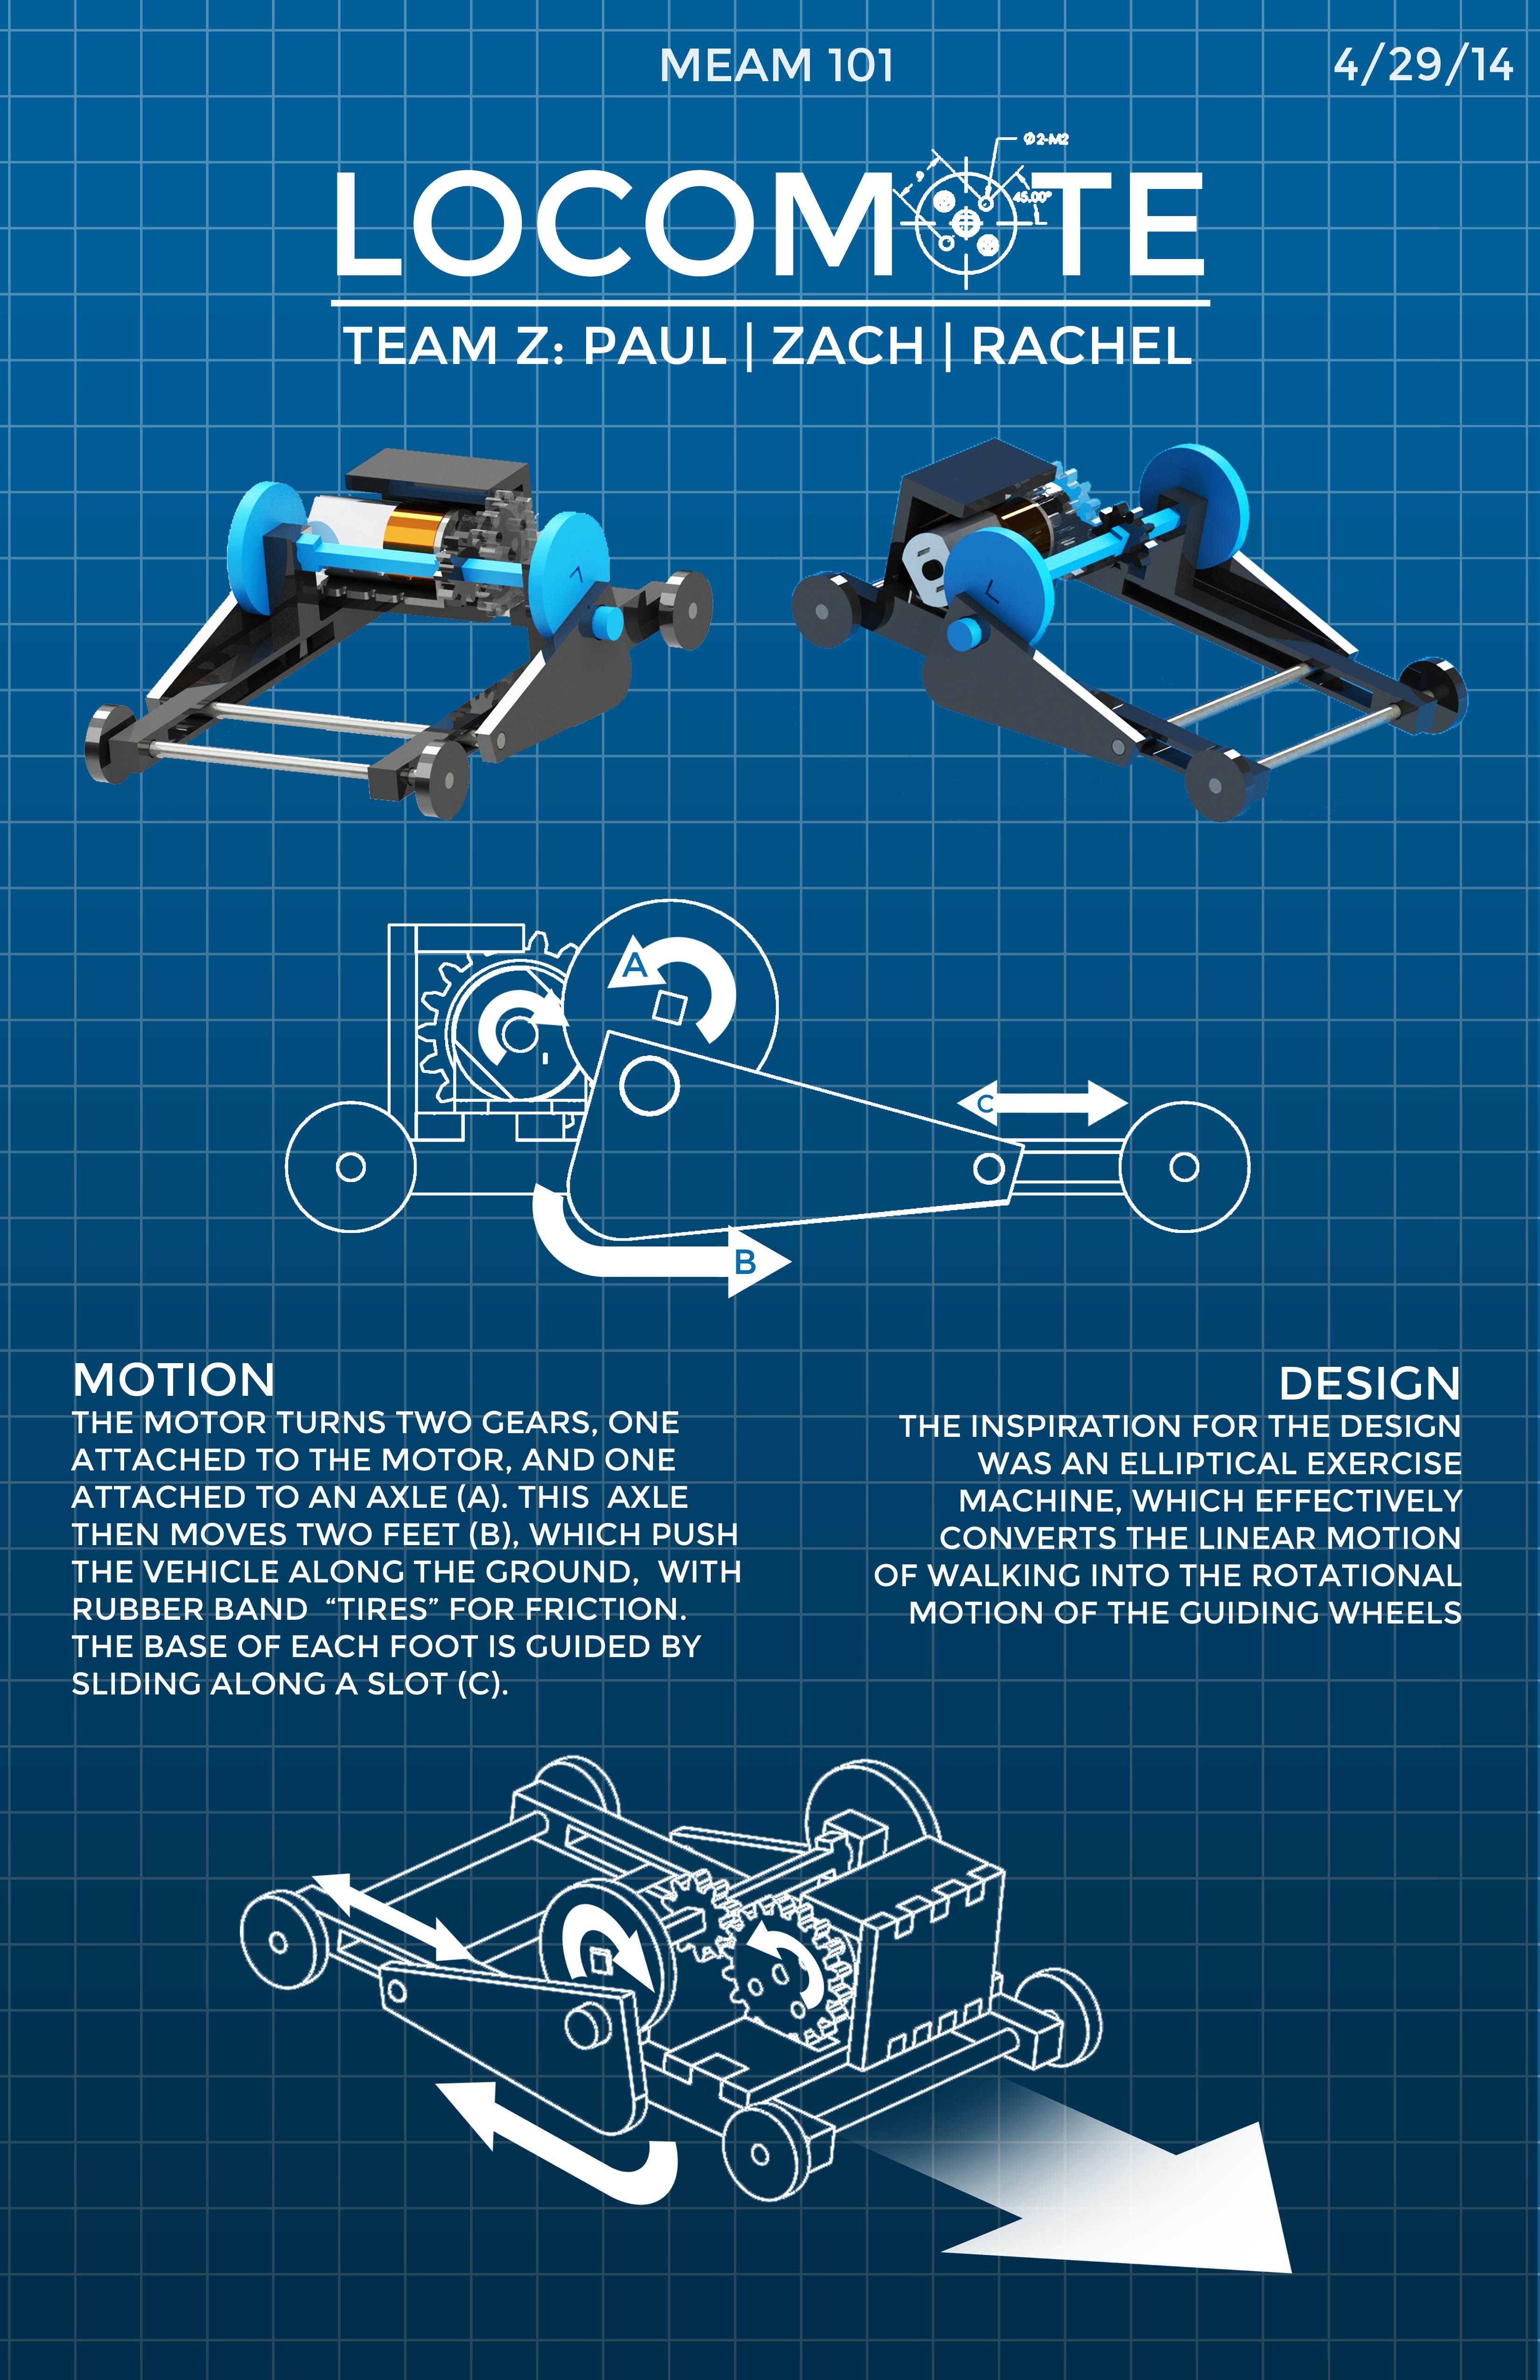 MEAM 101
4/29/14
Ø2-M2
9
45.00°
LOCOMOTE
TEAM Z: PAUL | ZACH | RACHEL
7
L
A
C
B
MOTION
THE MOTOR TURNS TWO GEARS, ONE
ATTACHED TO THE MOTOR, AND ONE
ATTACHED TO AN AXLE (A). THIS AXLE
THEN MOVES TWO FEET (B), WHICH PUSH
THE VEHICLE ALONG THE GROUND, WITH
RUBBER BAND “TIRES” FOR FRICTION.
THE BASE OF EACH FOOT IS GUIDED BY
SLIDING ALONG A SLOT (C).
DESIGN
THE INSPIRATION FOR THE DESIGN
WAS AN ELLIPTICAL EXERCISE
MACHINE, WHICH EFFECTIVELY
CONVERTS THE LINEAR MOTION
OF WALKING INTO THE ROTATIONAL
MOTION OF THE GUIDING WHEELS